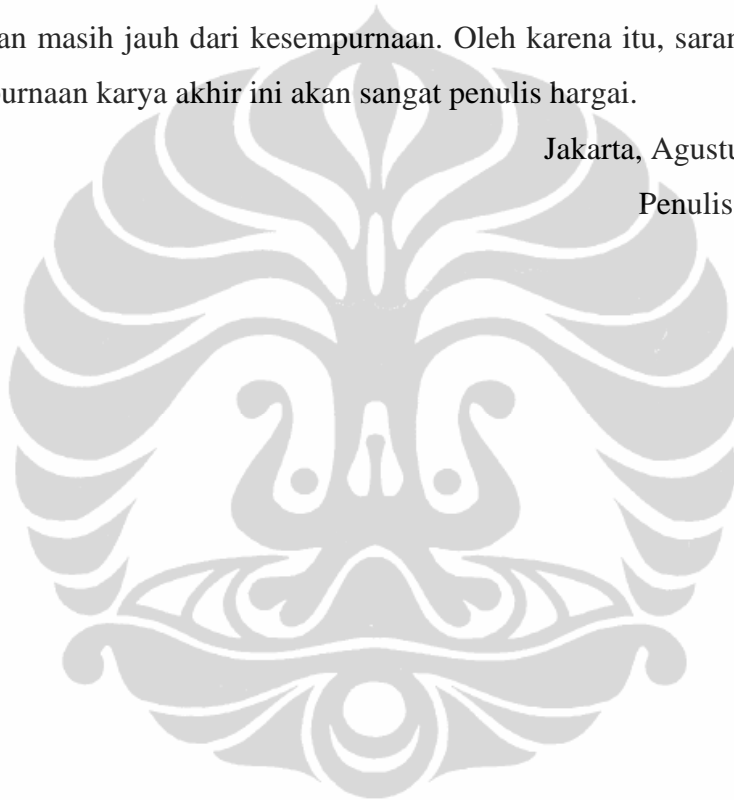 an masih jauh dari kesempurnaan. Oleh karena itu, saran
purnaan karya akhir ini akan sangat penulis hargai.
Jakarta, Agustu
Penulis